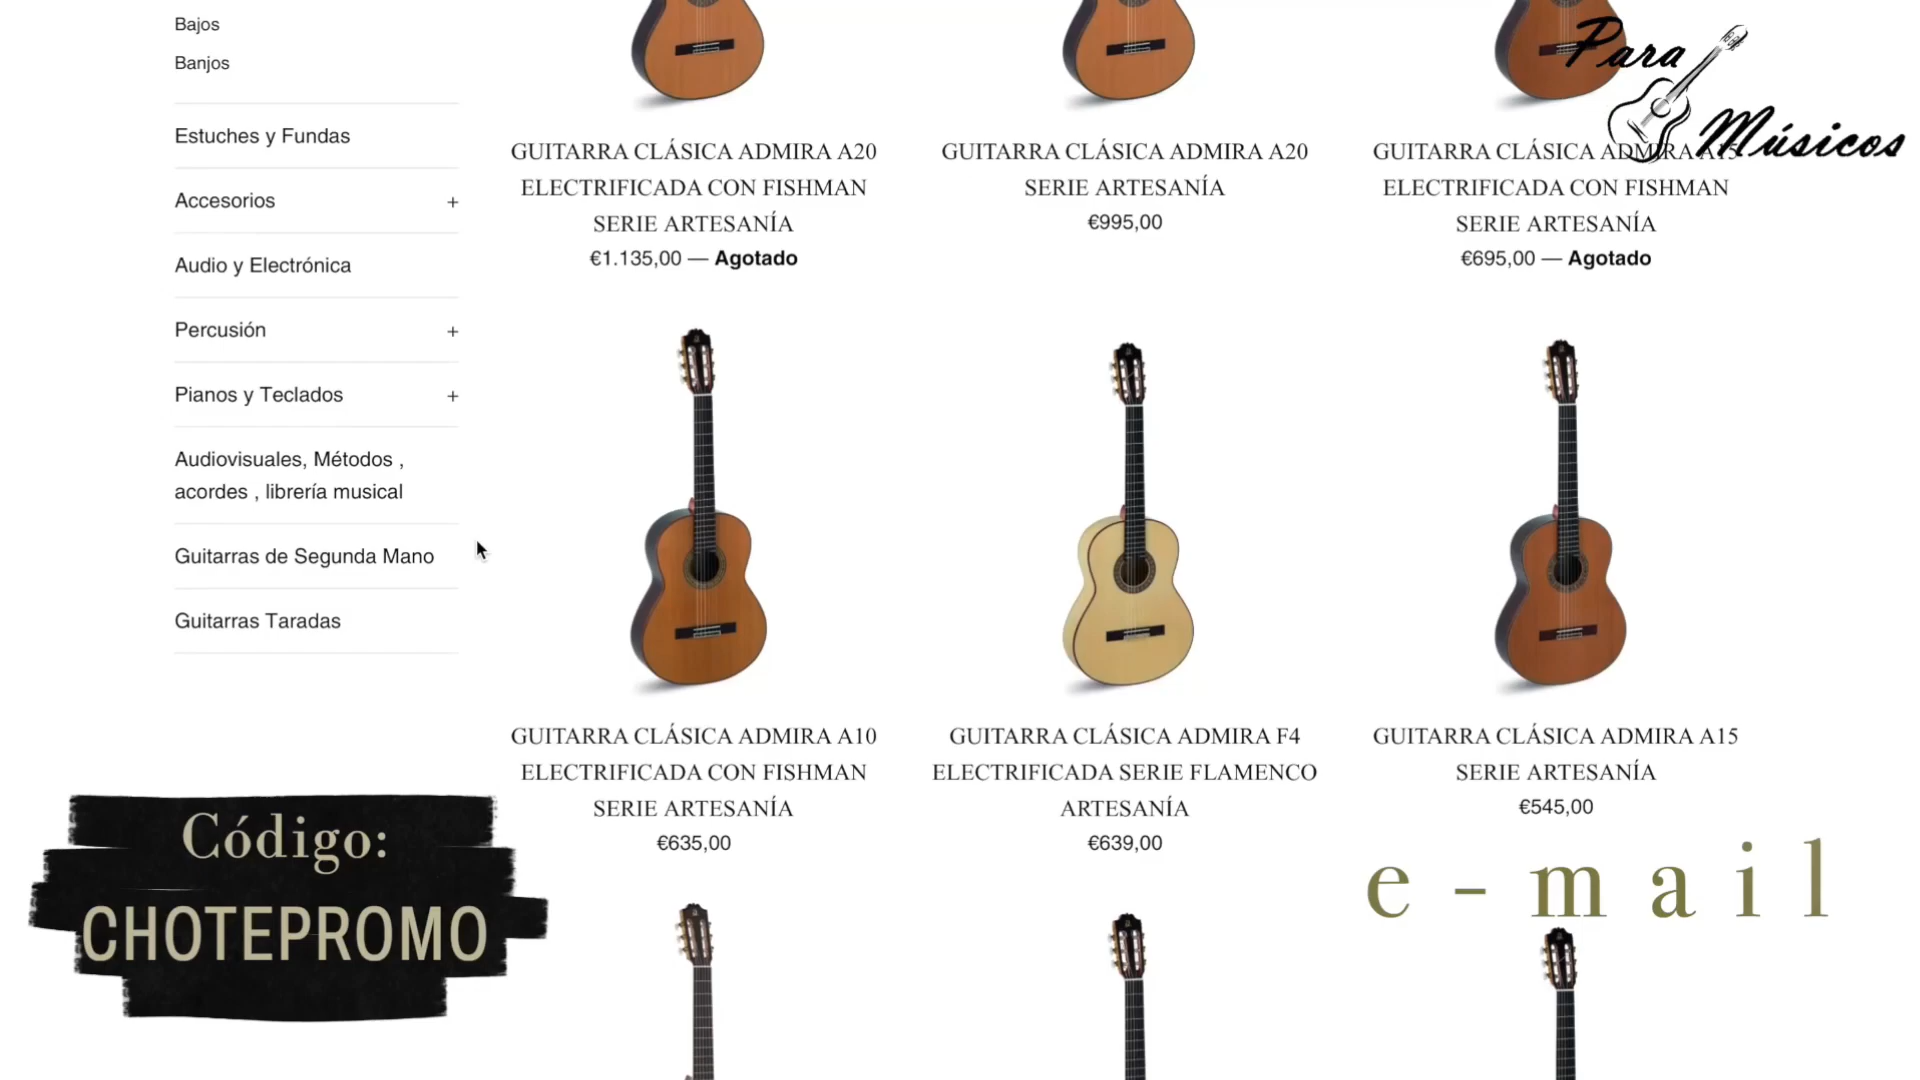 Bajos
Banjos
Estuches y Fundas
Accesorios +
Audio y Electrónica
Percusión +
Pianos y Teclados +
Audiovisuales, Métodos ,
acordes , librería musical
Guitarras de Segunda Mano
Guitarras Taradas
Para
Músicos
GUITARRA CLÁSICA ADMIRA A20
ELECTRIFICADA CON FISHMAN
SERIE ARTESANÍA
€1.135,00 — Agotado
GUITARRA CLÁSICA ADMIRA A20
SERIE ARTESANÍA
€995,00
GUITARRA CLÁSICA ADMIRA A15
ELECTRIFICADA CON FISHMAN
SERIE ARTESANÍA
€695,00 — Agotado
GUITARRA CLÁSICA ADMIRA A10
ELECTRIFICADA CON FISHMAN
SERIE ARTESANÍA
€635,00
GUITARRA CLÁSICA ADMIRA F4
ELECTRIFICADA SERIE FLAMENCO
ARTESANÍA
€639,00
GUITARRA CLÁSICA ADMIRA A15
SERIE ARTESANÍA
€545,00
Código:
CHOTEPROMO
e-mail